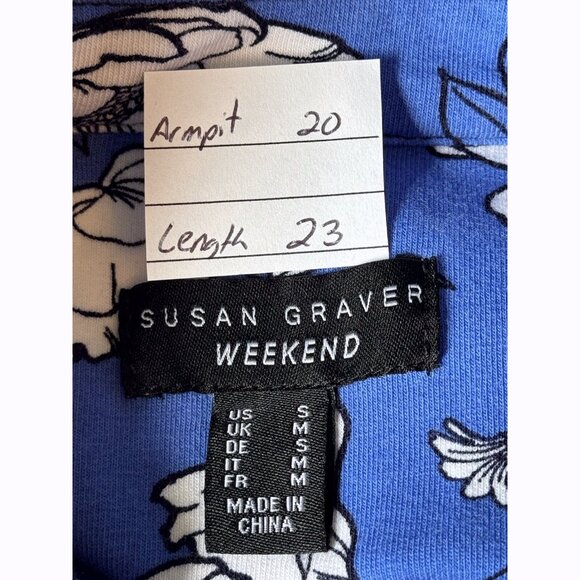 Armpit 20
Length 23
SUSAN GRAVER
WEEKEND
US S
UK M
DE S
IT M
FR M
MADE IN
CHINA